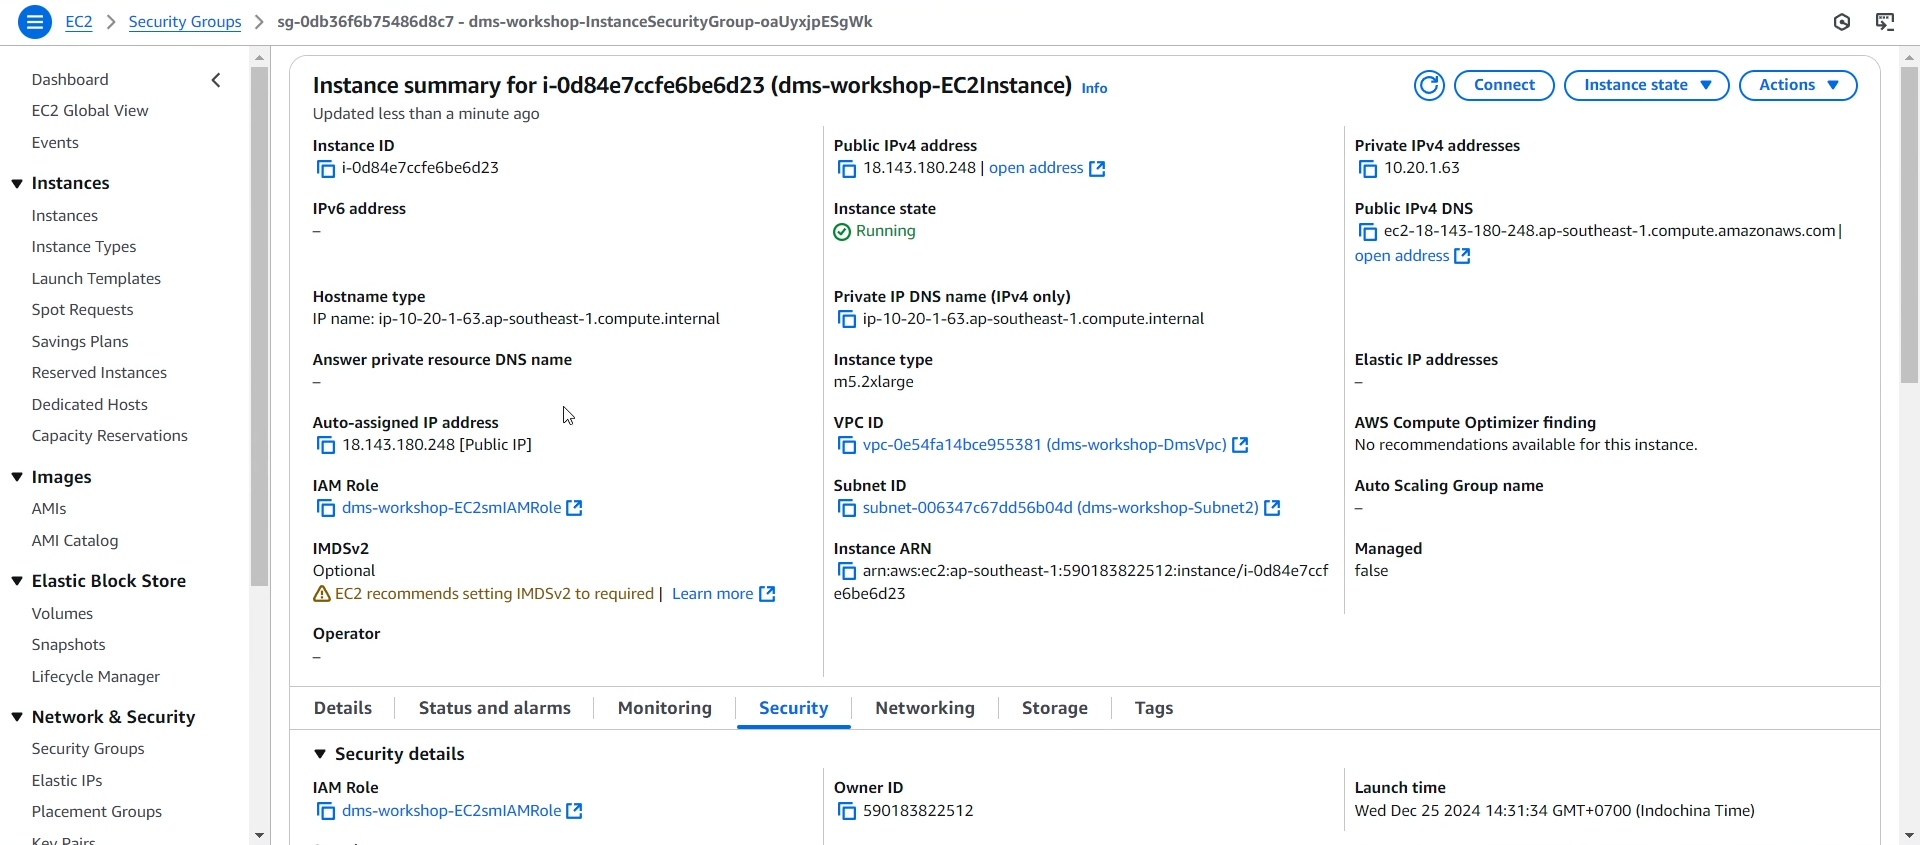 EC2 > Security Groups > sg-0db36f6b75486d8c7 - dms-workshop-InstanceSecurityGroup-oaUyxjpESgWk
Dashboard
EC2 Global View
Events
Instances
Instances
Instance Types
Launch Templates
Spot Requests
Savings Plans
Reserved Instances
Dedicated Hosts
Capacity Reservations
Images
AMIs
AMI Catalog
Elastic Block Store
Volumes
Snapshots
Lifecycle Manager
Network & Security
Security Groups
Elastic IPs
Placement Groups
Key Pairs
Instance summary for i-0d84e7ccfe6be6d23 (dms-workshop-EC2Instance) Info
Connect
Instance state
Actions
Updated less than a minute ago
Instance ID
i-0d84e7ccfe6be6d23
Public IPv4 address
18.143.180.248 | open address
Private IPv4 addresses
10.20.1.63
IPv6 address
–
Instance state
Running
Public IPv4 DNS
ec2-18-143-180-248.ap-southeast-1.compute.amazonaws.com |
open address
Hostname type
IP name: ip-10-20-1-63.ap-southeast-1.compute.internal
Private IP DNS name (IPv4 only)
ip-10-20-1-63.ap-southeast-1.compute.internal
Answer private resource DNS name
–
Instance type
m5.2xlarge
Elastic IP addresses
–
Auto-assigned IP address
18.143.180.248 [Public IP]
VPC ID
vpc-0e54fa14bce955381 (dms-workshop-DmsVpc)
AWS Compute Optimizer finding
No recommendations available for this instance.
IAM Role
dms-workshop-EC2smIAMRole
Subnet ID
subnet-006347c67dd56b04d (dms-workshop-Subnet2)
Auto Scaling Group name
–
IMDSv2
Optional
EC2 recommends setting IMDSv2 to required | Learn more
Instance ARN
arn:aws:ec2:ap-southeast-1:590183822512:instance/i-0d84e7ccf
e6be6d23
Managed
false
Operator
–
Details
Status and alarms
Monitoring
Security
Networking
Storage
Tags
Security details
IAM Role
dms-workshop-EC2smIAMRole
Owner ID
590183822512
Launch time
Wed Dec 25 2024 14:31:34 GMT+0700 (Indochina Time)